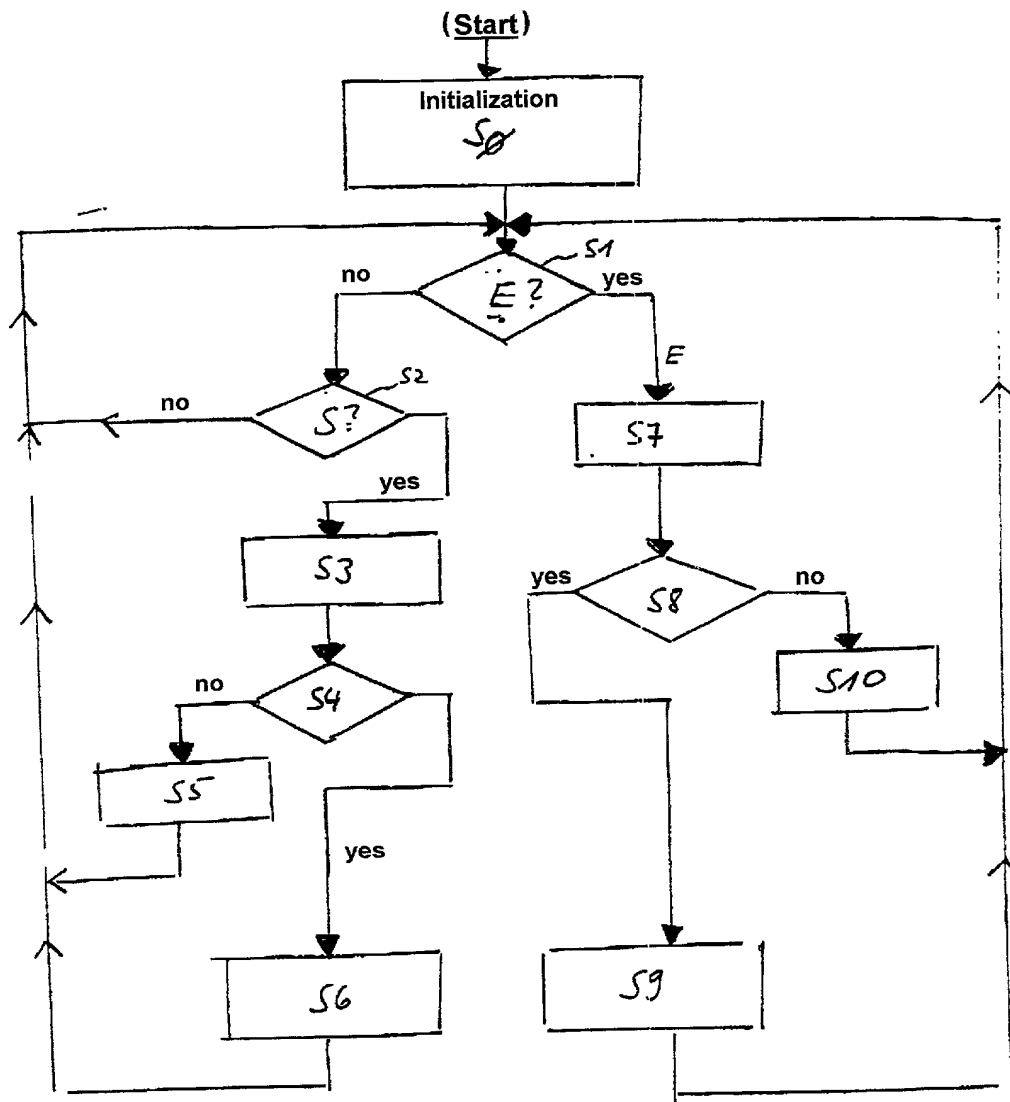 (Start)
Initialization
S0
S1
no
E?
yes
E
S2
no
S?
S7
yes
S3
yes
S8
no
no
S4
S10
S5
yes
S6
S9